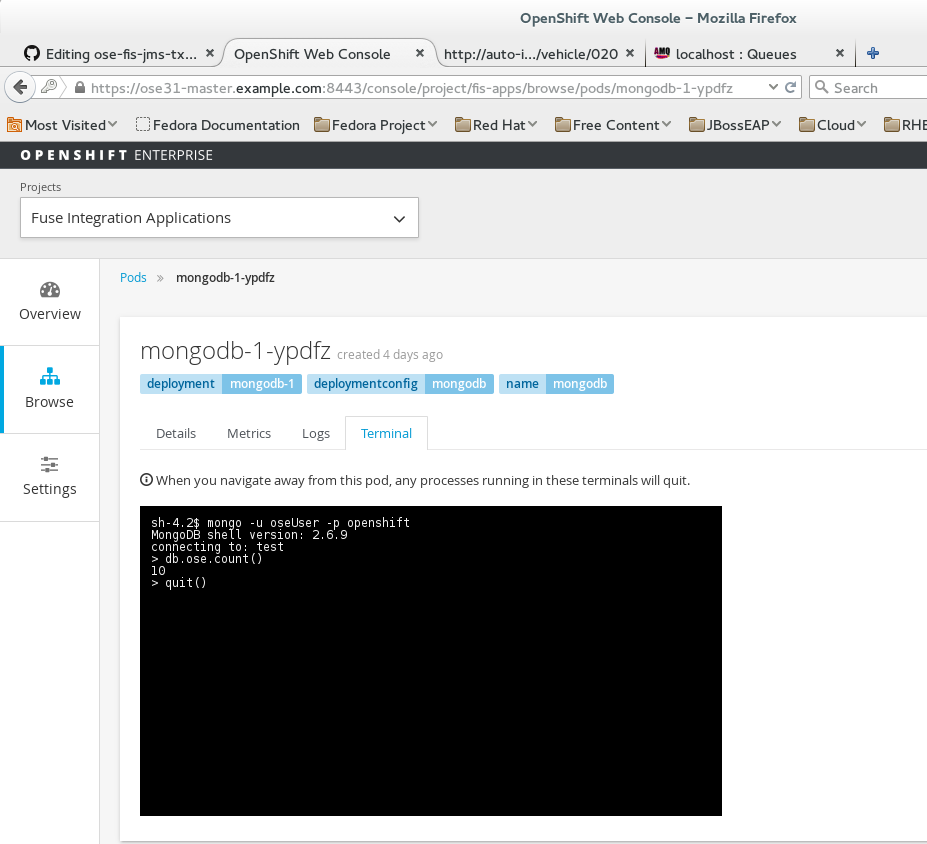 OpenShift Web Console – Mozilla Firefox
Editing ose-fis-jms-tx... × OpenShift Web Console × http://auto-i.../vehicle/020 × AMQ localhost : Queues ×
https://ose31-master.example.com:8443/console/project/fis-apps/browse/pods/mongodb-1-ypdfz Search
Most Visited Fedora Documentation Fedora Project Red Hat Free Content JBossEAP Cloud RHE
OPENSHIFT ENTERPRISE
Projects
Fuse Integration Applications
Overview
Browse
Settings
Pods » mongodb-1-ypdfz
mongodb-1-ypdfz created 4 days ago
deployment mongodb-1 deploymentconfig mongodb name mongodb
Details Metrics Logs Terminal
When you navigate away from this pod, any processes running in these terminals will quit.
sh-4.2$ mongo -u oseUser -p openshift
MongoDB shell version: 2.6.9
connecting to: test
> db.ose.count()
10
> quit()